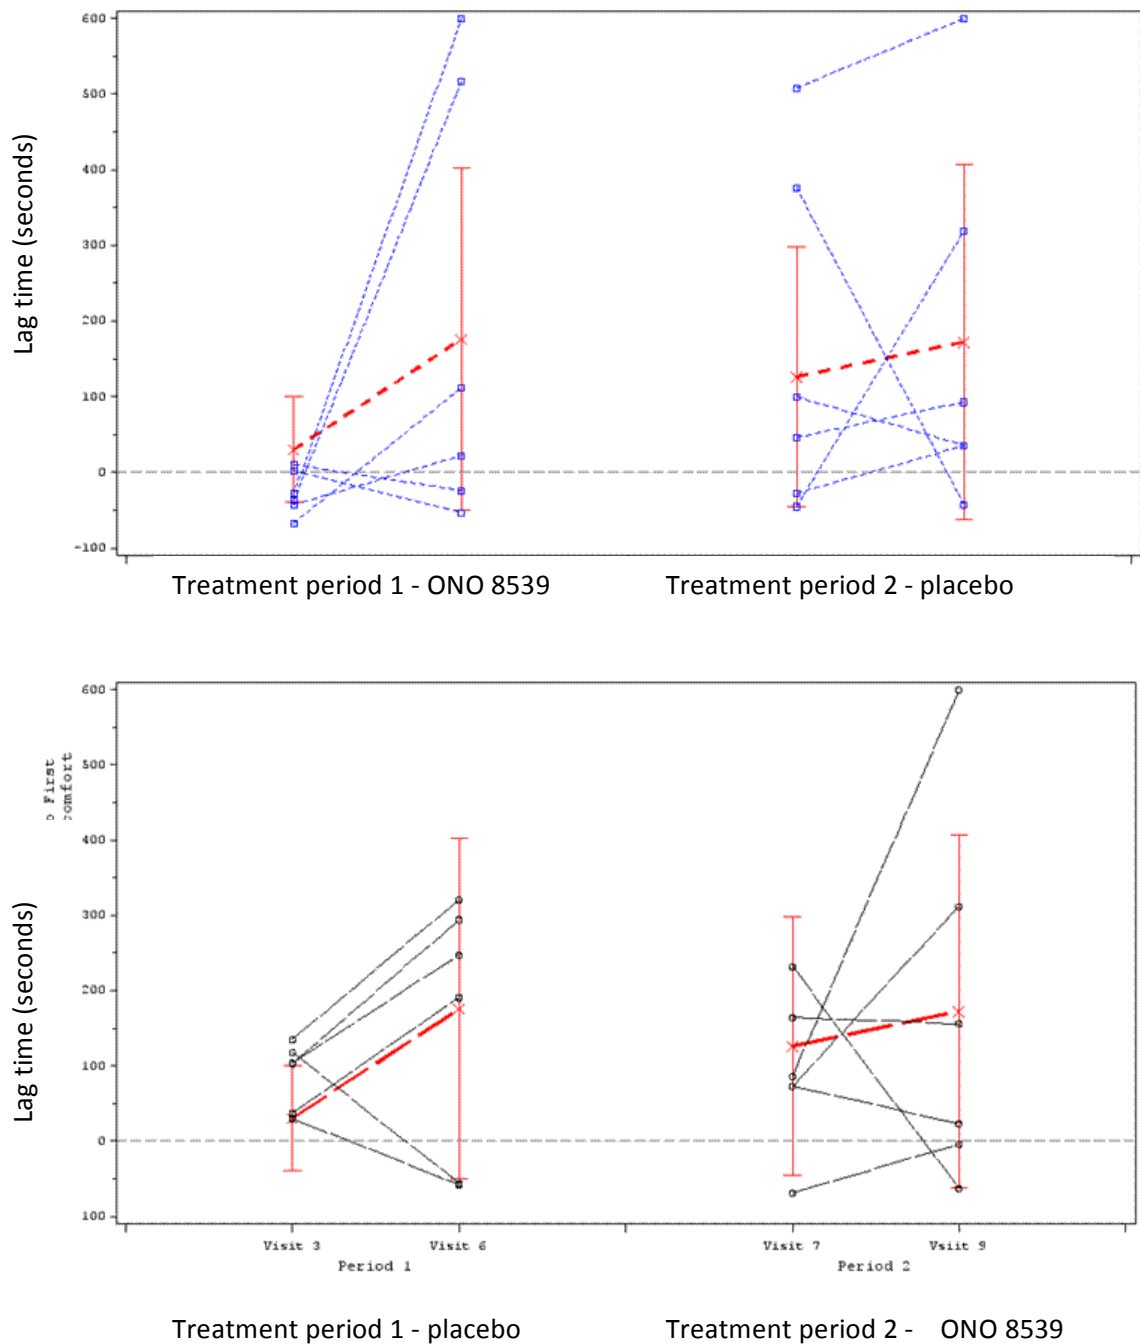 Lag time (seconds)
600
500
400
300
200
100
0
-100
Treatment period 1 - ONO 8539
Treatment period 2 - placebo
Lag time (seconds)
o First
comfort
600
500
400
300
200
100
0
100
Visit 3
Visit 6
Visit 7
Vsiit 9
Period 1
Period 2
Treatment period 1 - placebo
Treatment period 2 - ONO 8539